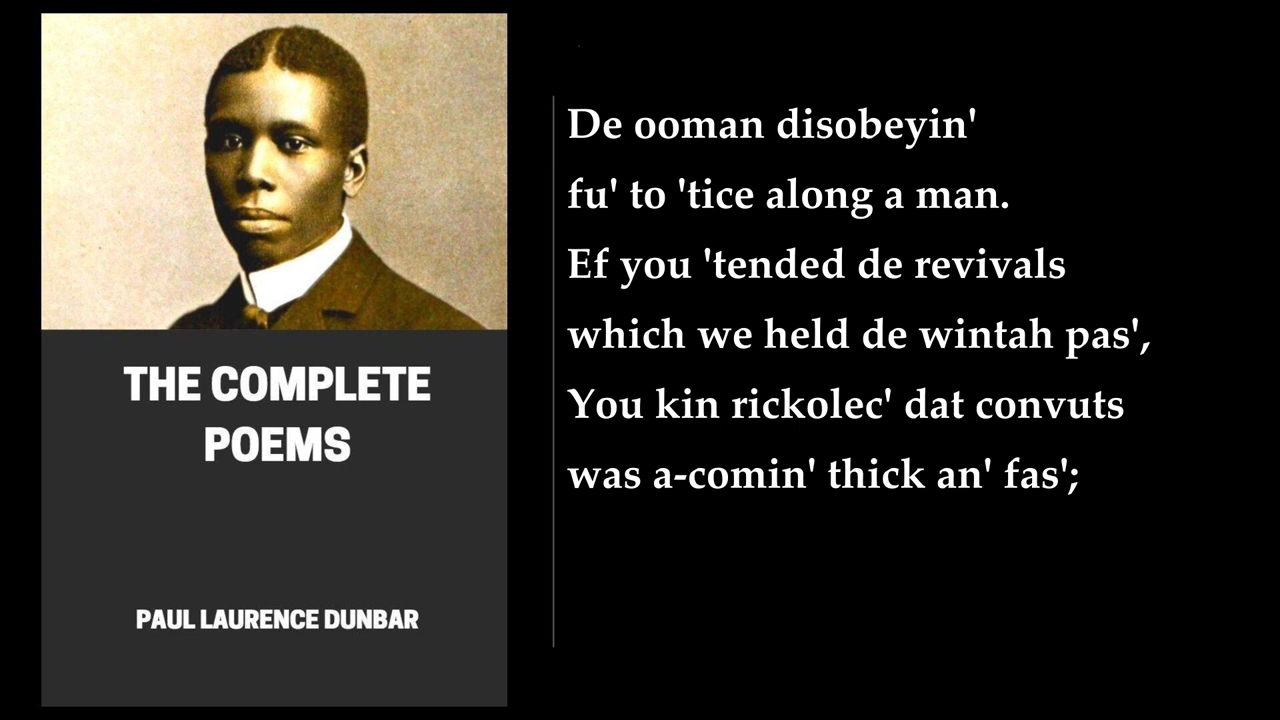 THE COMPLETE
POEMS
PAUL LAURENCE DUNBAR
De ooman disobeyin'
fu' to 'tice along a man.
Ef you 'tended de revivals
which we held de wintah pas',
You kin rickolec' dat convuts
was a-comin' thick an' fas';